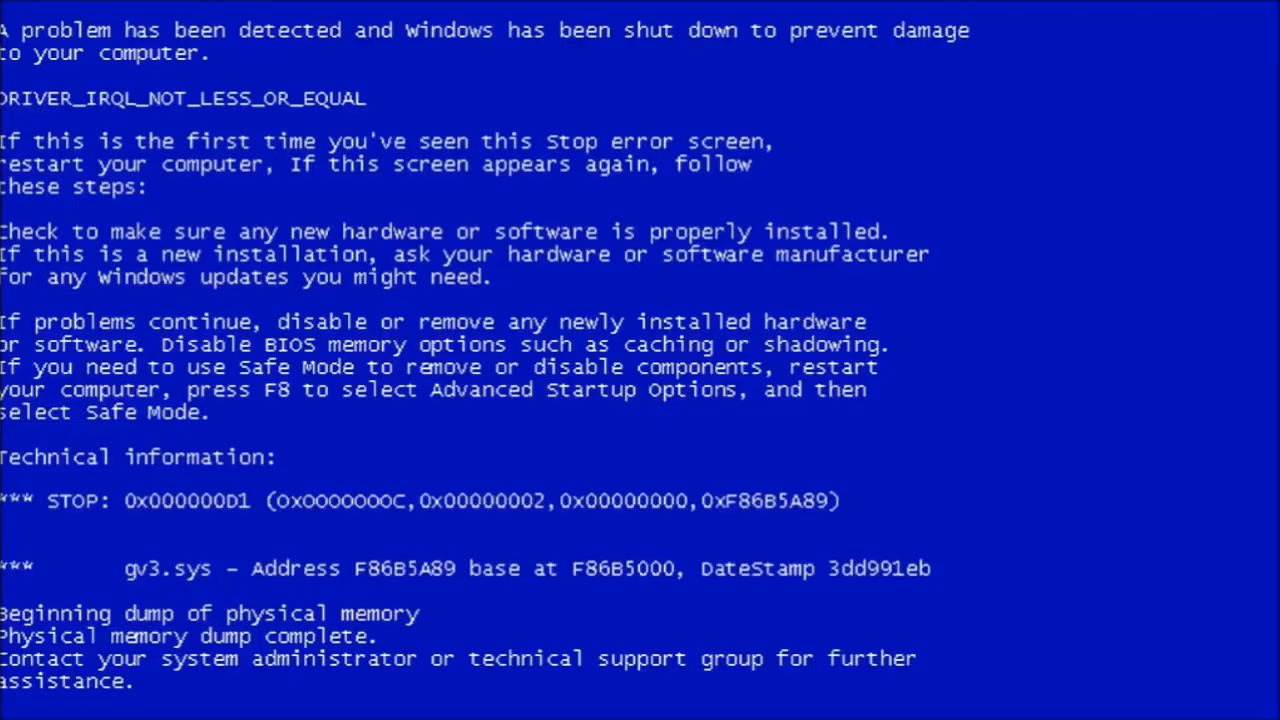 A problem has been detected and Windows has been shut down to prevent damage
to your computer.
DRIVER_IRQL_NOT_LESS_OR_EQUAL
If this is the first time you've seen this Stop error screen,
restart your computer, If this screen appears again, follow
these steps:
Check to make sure any new hardware or software is properly installed.
If this is a new installation, ask your hardware or software manufacturer
for any Windows updates you might need.
If problems continue, disable or remove any newly installed hardware
or software. Disable BIOS memory options such as caching or shadowing.
If you need to use Safe Mode to remove or disable components, restart
your computer, press F8 to select Advanced Startup Options, and then
select Safe Mode.
Technical information:
*** STOP: 0x000000D1 (0x0000000C,0x00000002,0x00000000,0xF86B5A89)
*** gv3.sys – Address F86B5A89 base at F86B5000, DateStamp 3dd991eb
Beginning dump of physical memory
Physical memory dump complete.
Contact your system administrator or technical support group for further
assistance.